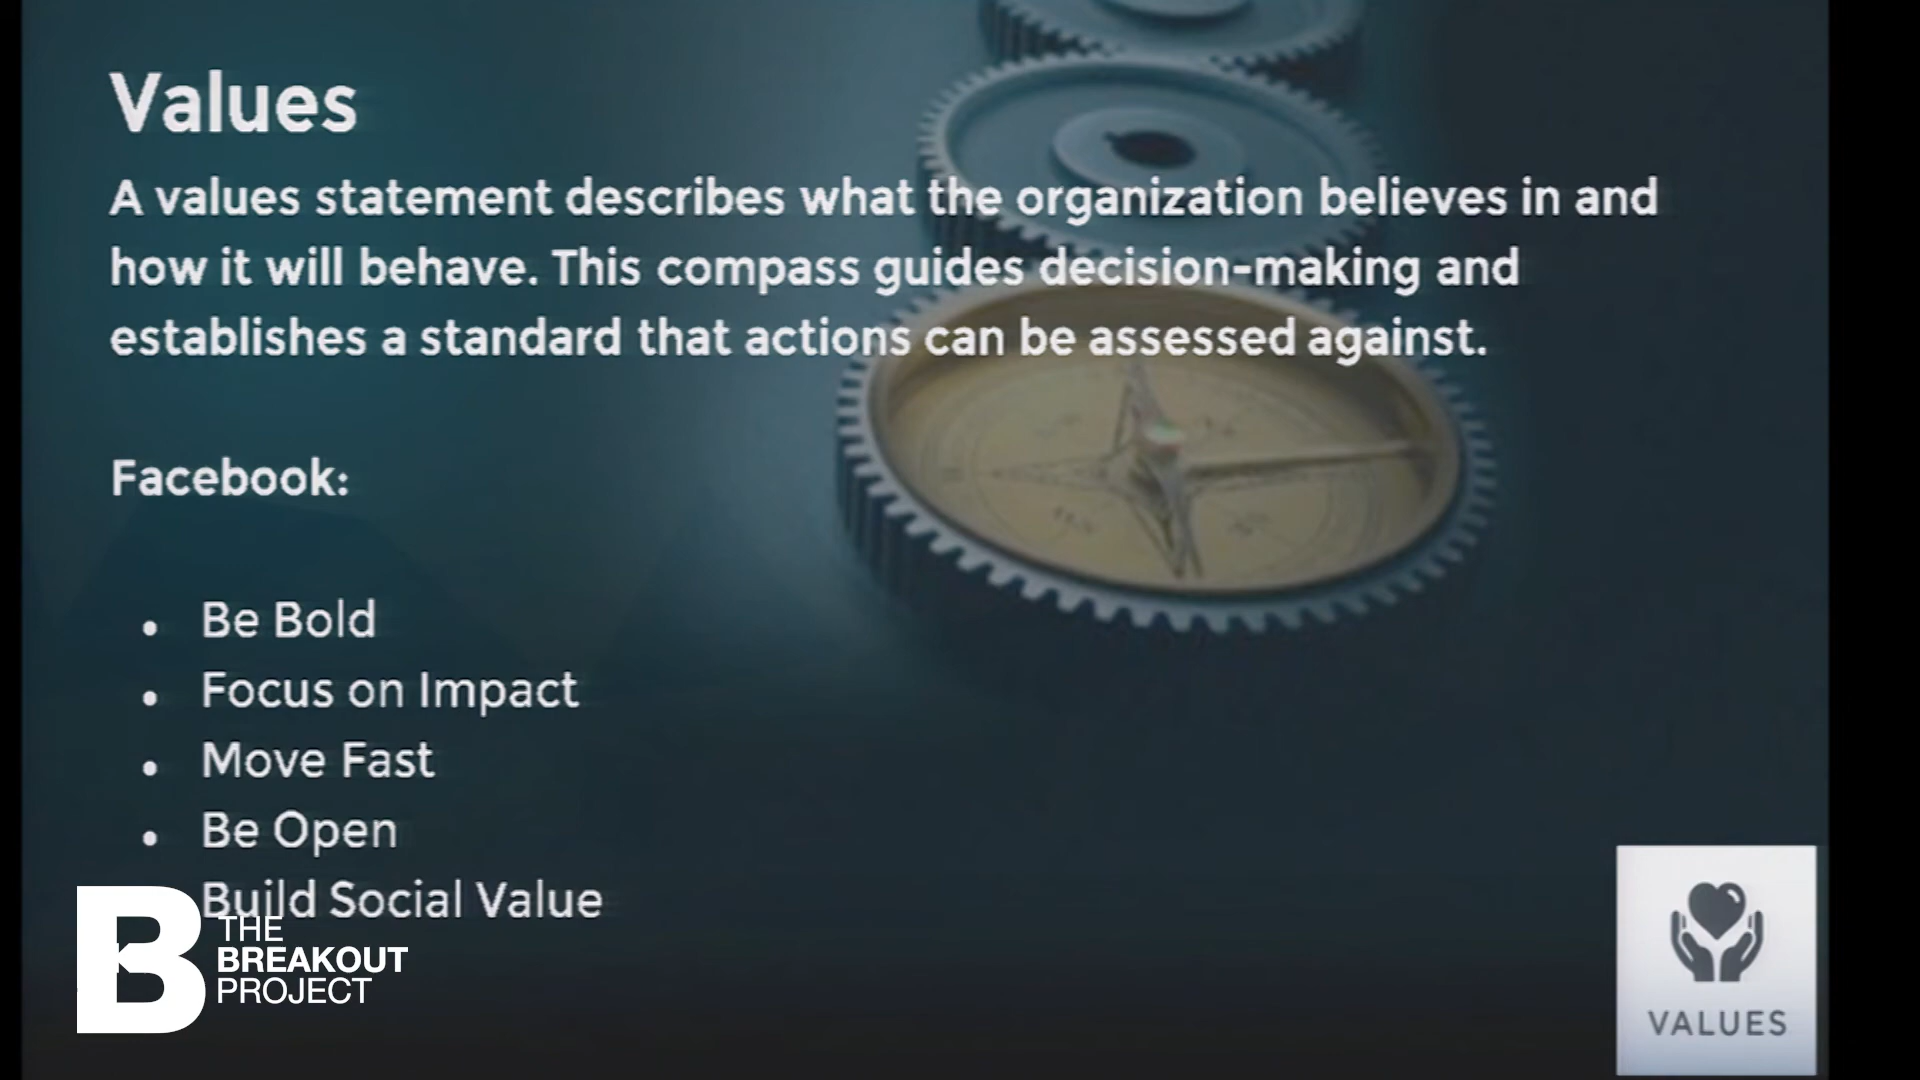 Values
A values statement describes what the organization believes in and
how it will behave. This compass guides decision-making and
establishes a standard that actions can be assessed against.
Facebook:
• Be Bold
• Focus on Impact
• Move Fast
• Be Open
Build Social Value
B
THE
BREAKOUT
PROJECT
VALUES